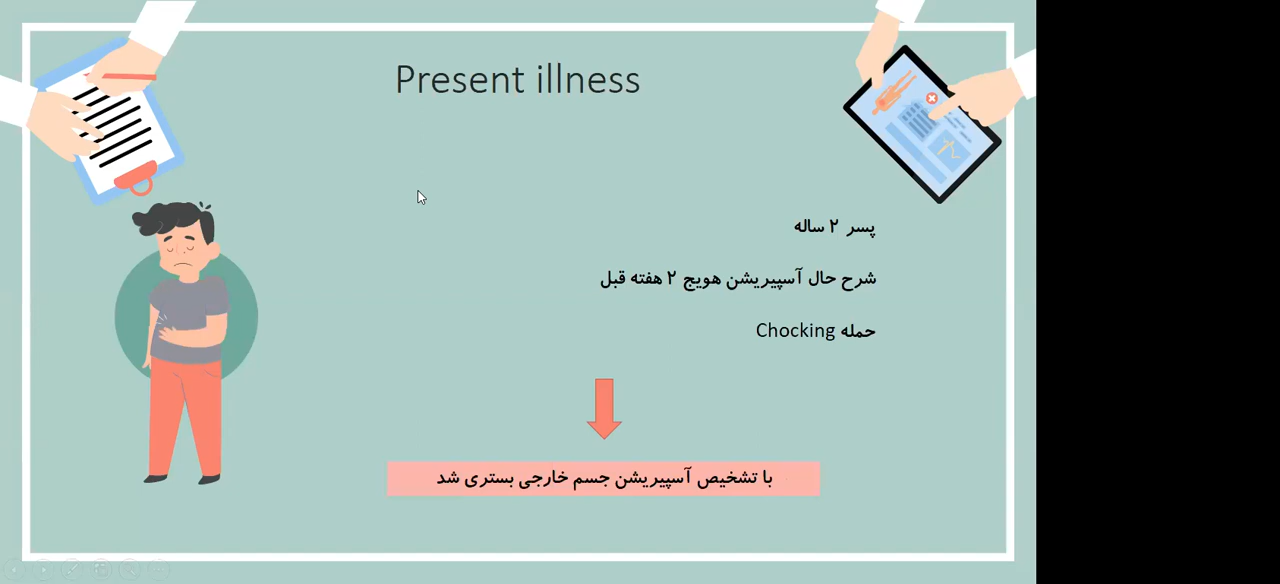 Present illness
پسر ۲ ساله
شرح حال آسپیریشن هویج ۲ هفته قبل
حمله Chocking
با تشخیص آسپیریشن جسم خارجی بستری شد